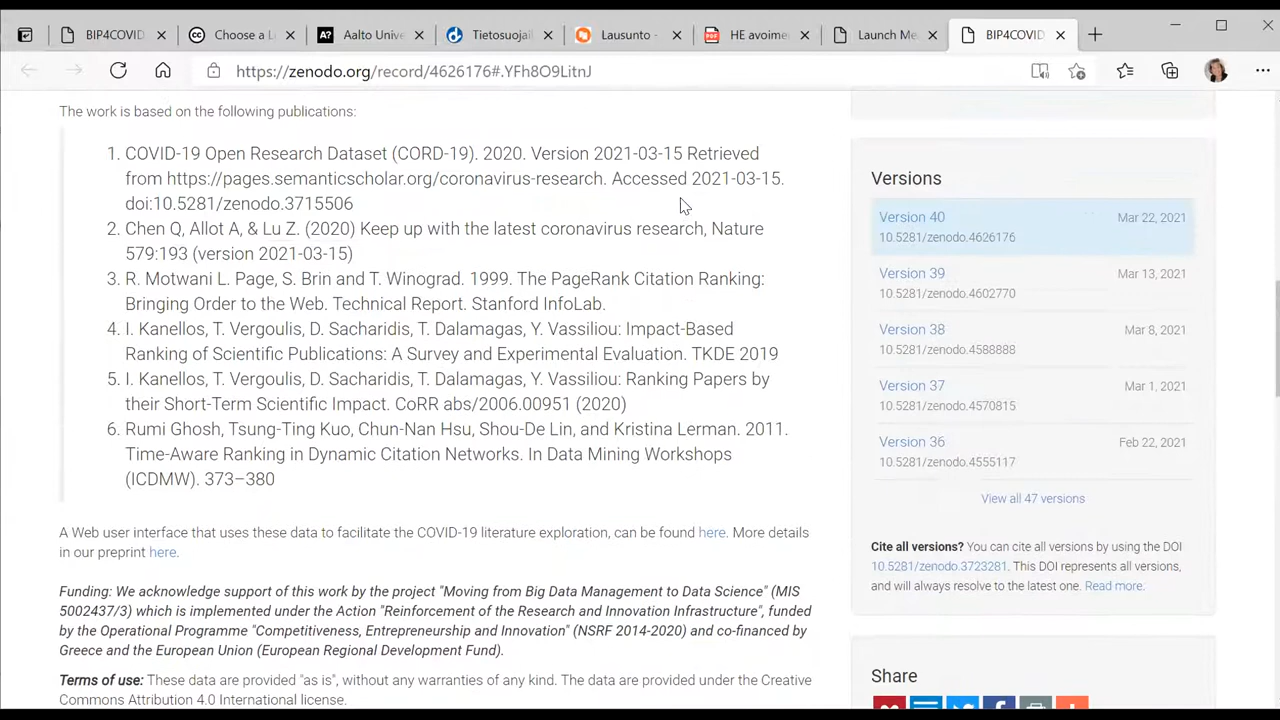 BIP4COVID
Choose a L
Aalto Unive
Tietosuojail
Lausunto -
HE avoimen
Launch Me
BIP4COVID
https://zenodo.org/record/4626176#.YFh8O9LitnJ
The work is based on the following publications:
1. COVID-19 Open Research Dataset (CORD-19). 2020. Version 2021-03-15 Retrieved
from https://pages.semanticscholar.org/coronavirus-research. Accessed 2021-03-15.
doi:10.5281/zenodo.3715506
2. Chen Q, Allot A, & Lu Z. (2020) Keep up with the latest coronavirus research, Nature
579:193 (version 2021-03-15)
3. R. Motwani L. Page, S. Brin and T. Winograd. 1999. The PageRank Citation Ranking:
Bringing Order to the Web. Technical Report. Stanford InfoLab.
4. I. Kanellos, T. Vergoulis, D. Sacharidis, T. Dalamagas, Y. Vassiliou: Impact-Based
Ranking of Scientific Publications: A Survey and Experimental Evaluation. TKDE 2019
5. I. Kanellos, T. Vergoulis, D. Sacharidis, T. Dalamagas, Y. Vassiliou: Ranking Papers by
their Short-Term Scientific Impact. CoRR abs/2006.00951 (2020)
6. Rumi Ghosh, Tsung-Ting Kuo, Chun-Nan Hsu, Shou-De Lin, and Kristina Lerman. 2011.
Time-Aware Ranking in Dynamic Citation Networks. In Data Mining Workshops
(ICDMW). 373–380
A Web user interface that uses these data to facilitate the COVID-19 literature exploration, can be found here. More details
in our preprint here.
Funding: We acknowledge support of this work by the project "Moving from Big Data Management to Data Science" (MIS
5002437/3) which is implemented under the Action "Reinforcement of the Research and Innovation Infrastructure", funded
by the Operational Programme "Competitiveness, Entrepreneurship and Innovation" (NSRF 2014-2020) and co-financed by
Greece and the European Union (European Regional Development Fund).
Terms of use: These data are provided "as is", without any warranties of any kind. The data are provided under the Creative
Commons Attribution 4.0 International license.
Versions
Version 40 Mar 22, 2021
10.5281/zenodo.4626176
Version 39 Mar 13, 2021
10.5281/zenodo.4602770
Version 38 Mar 8, 2021
10.5281/zenodo.4588888
Version 37 Mar 1, 2021
10.5281/zenodo.4570815
Version 36 Feb 22, 2021
10.5281/zenodo.4555117
View all 47 versions
Cite all versions? You can cite all versions by using the DOI
10.5281/zenodo.3723281. This DOI represents all versions,
and will always resolve to the latest one. Read more.
Share